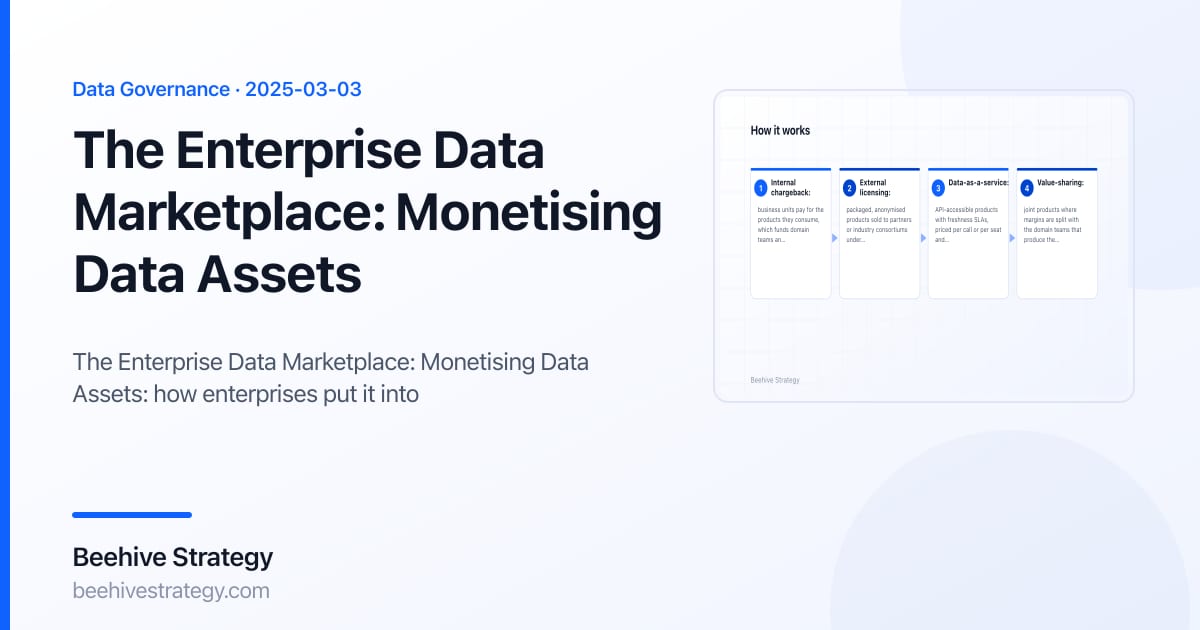 Data Governance · 2025-03-03
The Enterprise Data
Marketplace: Monetising
Data Assets
The Enterprise Data Marketplace: Monetising Data
Assets: how enterprises put it into
Beehive Strategy
beehivestrategy.com
How it works
1
Internal
chargeback:
business units pay for the
products they consume,
which funds domain
teams an...
2
External
licensing:
packaged, anonymised
products sold to partners
or industry consortiums
under...
3
Data-as-a-service:
API-accessible products
with freshness SLAs,
priced per call or per seat
and...
4
Value-sharing:
joint products where
margins are split with
the domain teams that
produce the...
Beehive Strategy